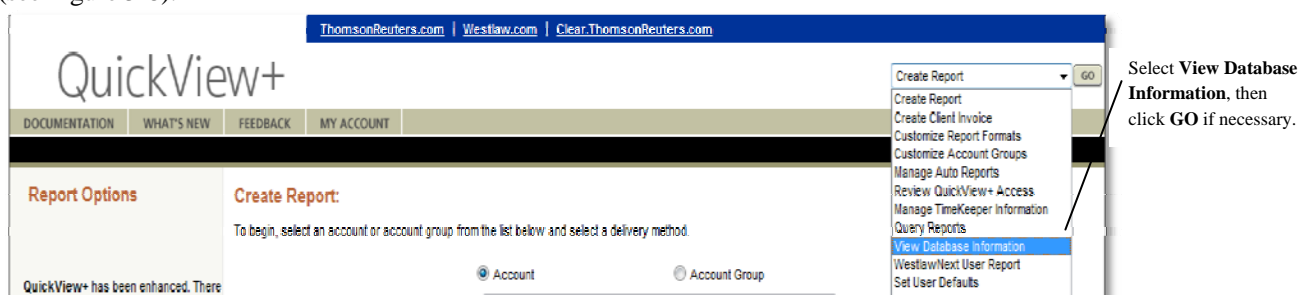 ThomsonReuters.com | Westlaw.com | Clear.ThomsonReuters.com
QuickView+
Create Report GO
DOCUMENTATION WHAT'S NEW FEEDBACK MY ACCOUNT
Create Report
Create Client Invoice
Customize Report Formats
Customize Account Groups
Manage Auto Reports
Review QuickView+ Access
Manage TimeKeeper Information
Query Reports
View Database Information
WestlawNext User Report
Set User Defaults
Select View Database
Information, then
click GO if necessary.
Report Options
Create Report:
To begin, select an account or account group from the list below and select a delivery method.
Account Account Group
QuickView+ has been enhanced. There